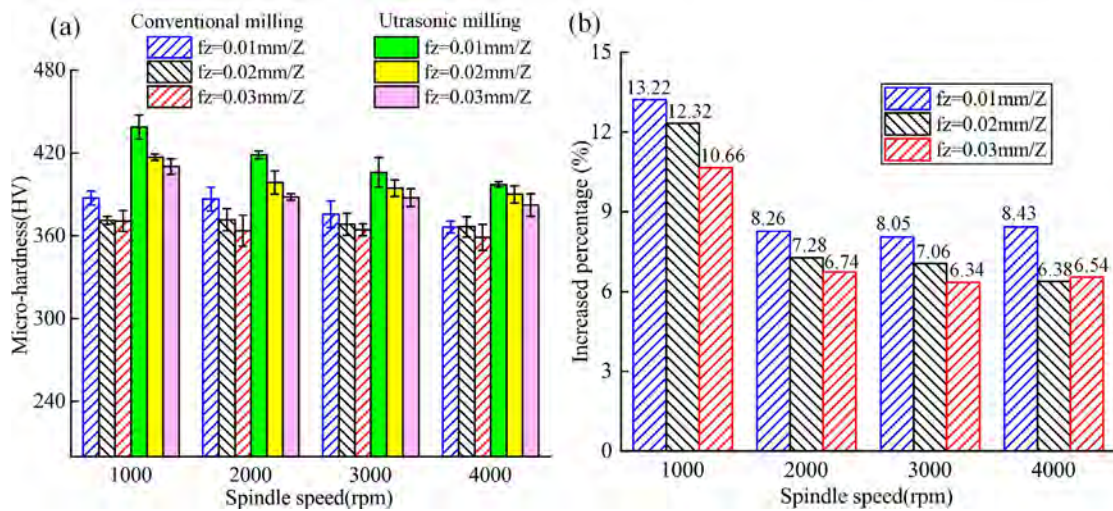 (a)
Conventional milling
Utrasonic milling
fz=0.01mm/Z
fz=0.01mm/Z
fz=0.02mm/Z
fz=0.02mm/Z
fz=0.03mm/Z
fz=0.03mm/Z
480
420
360
300
240
Micro-hardness(HV)
1000 2000 3000 4000
Spindle speed(rpm)
(b)
15
12
9
6
3
0
Increased percentage (%)
fz=0.01mm/Z
fz=0.02mm/Z
fz=0.03mm/Z
13.22
12.32
10.66
8.26
7.28
6.74
8.05
7.06
6.34
8.43
6.38
6.54
1000 2000 3000 4000
Spindle speed(rpm)